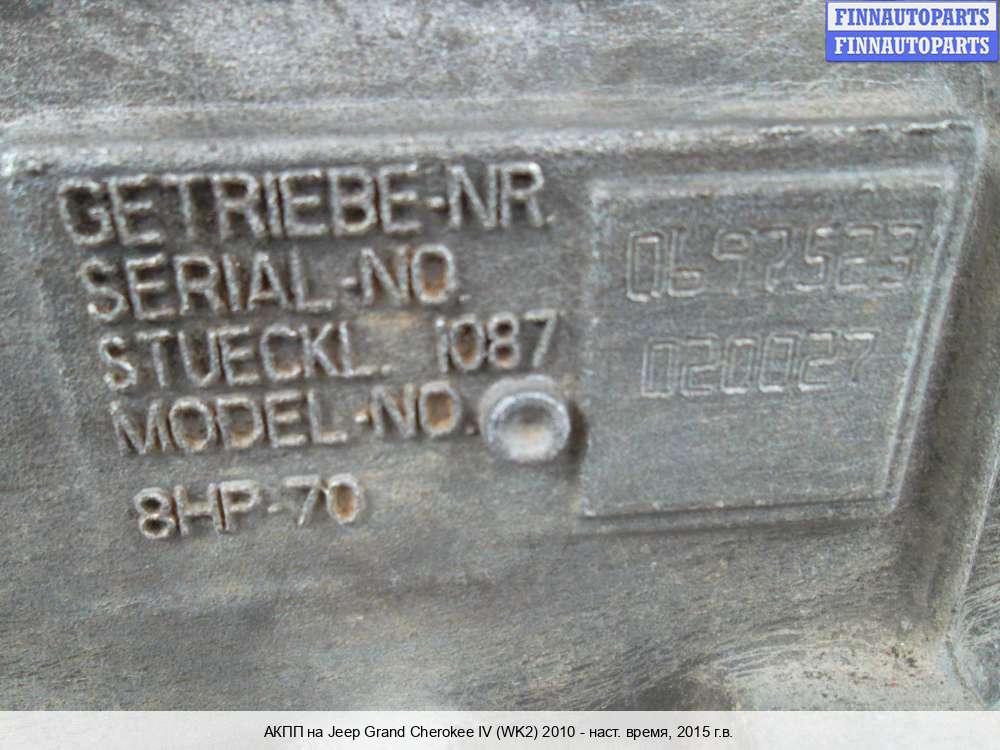 FINNAUTOPARTS
FINNAUTOPARTS
GETRIEBE-NR.
SERIAL-NO.
0697523
STUECKL. 1087
020027
MODEL-NO.
8HP-70
АКПП на Jeep Grand Cherokee IV (WK2) 2010 - наст. время, 2015 г.в.